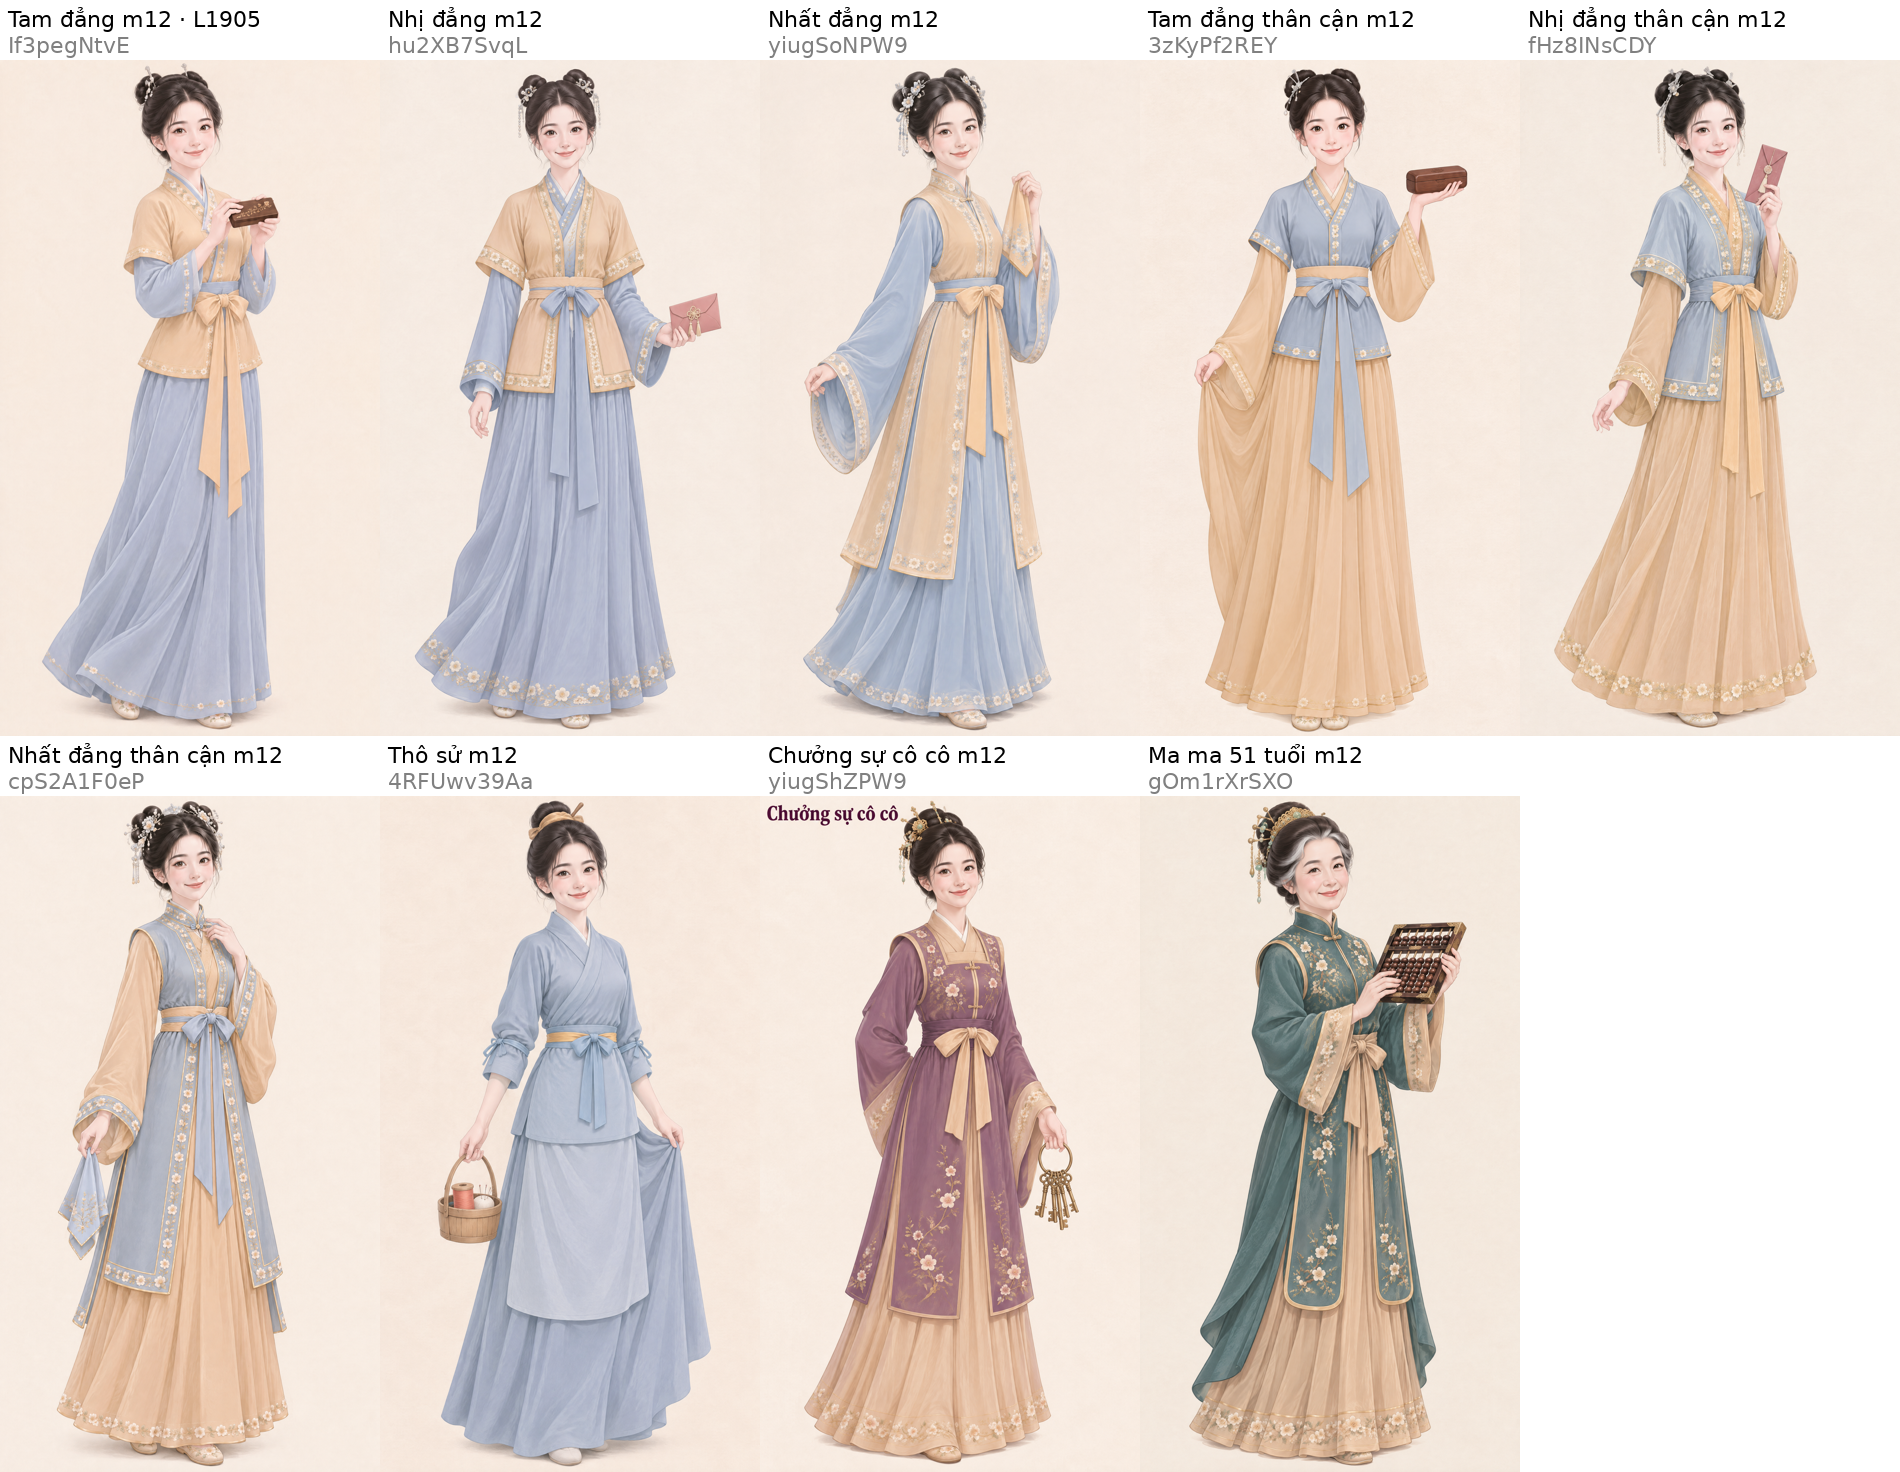 Tam đẳng m12 · L1905
lf3pegNtvE
Nhị đẳng m12
hu2XB7SvqL
Nhất đẳng m12
yiugSoNPW9
Tam đẳng thân cận m12
3zKyPf2REY
Nhị đẳng thân cận m12
fHz8INsCDY
Nhất đẳng thân cận m12
cpS2A1F0eP
Thô sử m12
4RFUwv39Aa
Chưởng sự cô cô m12
yiugShZPW9
Ma ma 51 tuổi m12
gOm1rXrSXO
Chưởng sự cô cô